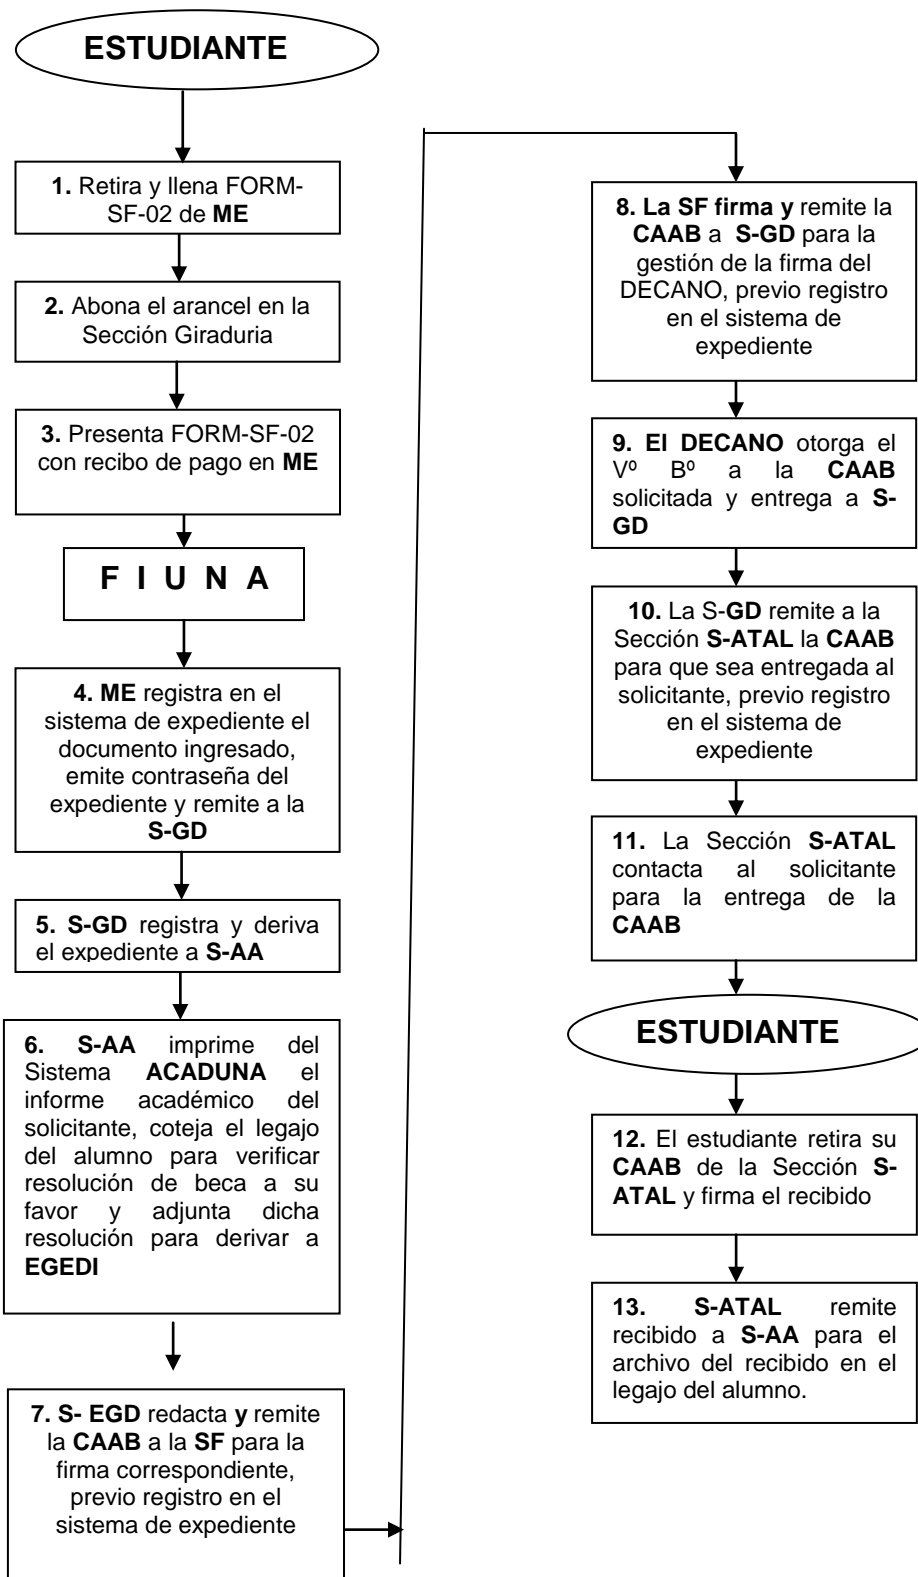 ESTUDIANTE
1. Retira y llena FORM-
SF-02 de ME
2. Abona el arancel en la
Sección Giraduria
3. Presenta FORM-SF-02
con recibo de pago en ME
F I U N A
4. ME registra en el
sistema de expediente el
documento ingresado,
emite contraseña del
expediente y remite a la
S-GD
5. S-GD registra y deriva
el expediente a S-AA
6. S-AA imprime del
Sistema ACADUNA el
informe académico del
solicitante, coteja el legajo
del alumno para verificar
resolución de beca a su
favor y adjunta dicha
resolución para derivar a
EGEDI
7. S- EGD redacta y remite
la CAAB a la SF para la
firma correspondiente,
previo registro en el
sistema de expediente
8. La SF firma y remite la
CAAB a S-GD para la
gestión de la firma del
DECANO, previo registro
en el sistema de
expediente
9. El DECANO otorga el
Vº Bº a la CAAB
solicitada y entrega a S-
GD
10. La S-GD remite a la
Sección S-ATAL la CAAB
para que sea entregada al
solicitante, previo registro
en el sistema de
expediente
11. La Sección S-ATAL
contacta al solicitante
para la entrega de la
CAAB
ESTUDIANTE
12. El estudiante retira su
CAAB de la Sección S-
ATAL y firma el recibido
13. S-ATAL remite
recibido a S-AA para el
archivo del recibido en el
legajo del alumno.